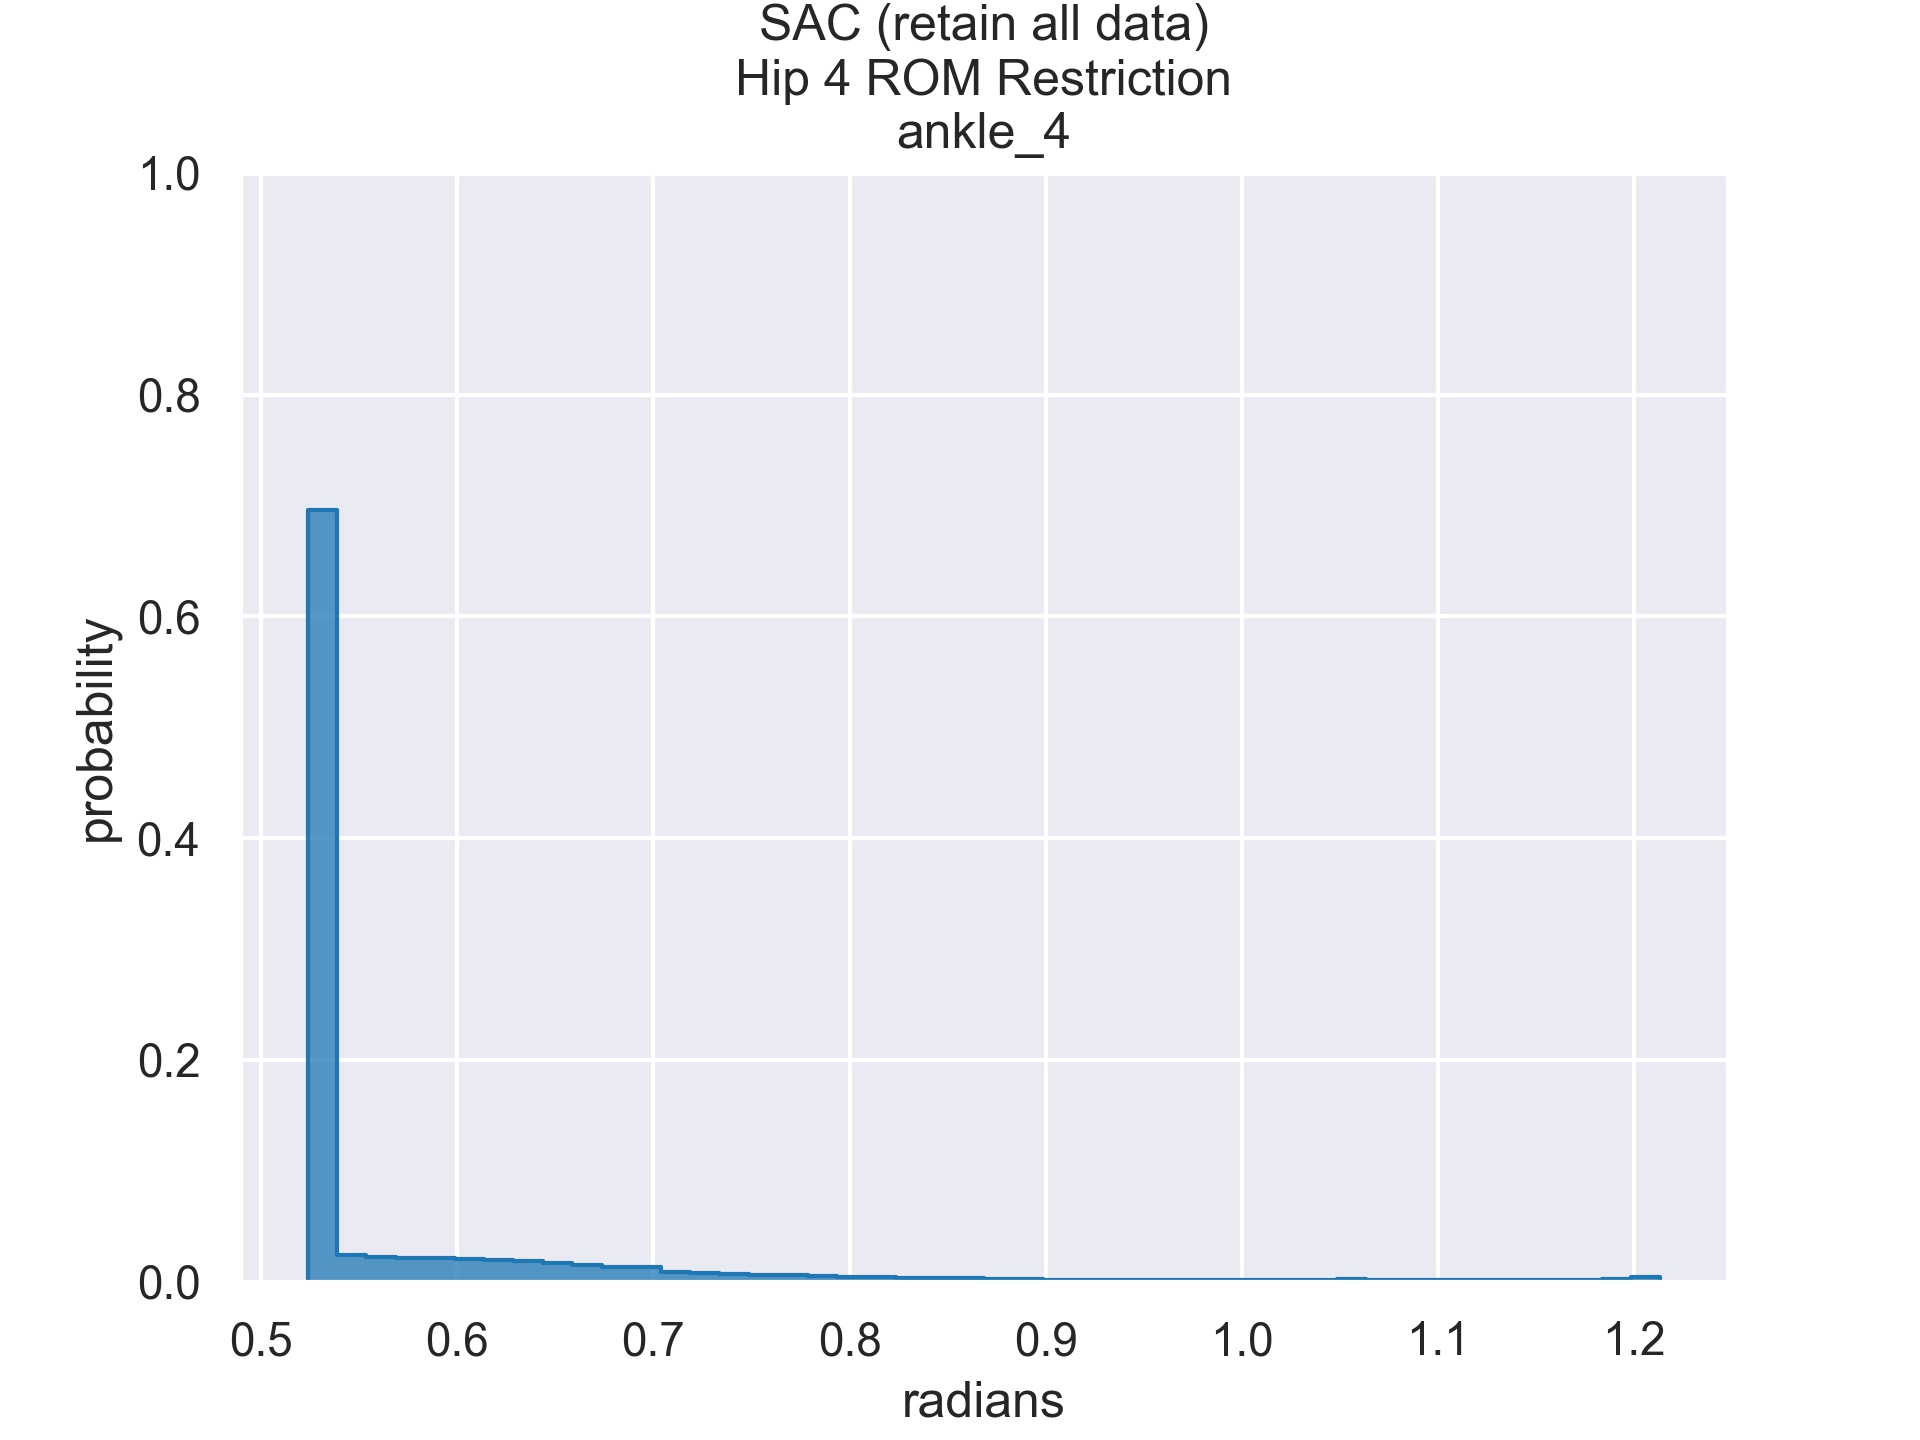 SAC (retain all data)
Hip 4 ROM Restriction
ankle_4
1.0
0.8
0.6
0.4
0.2
0.0
probability
0.5 0.6 0.7 0.8 0.9 1.0 1.1 1.2
radians